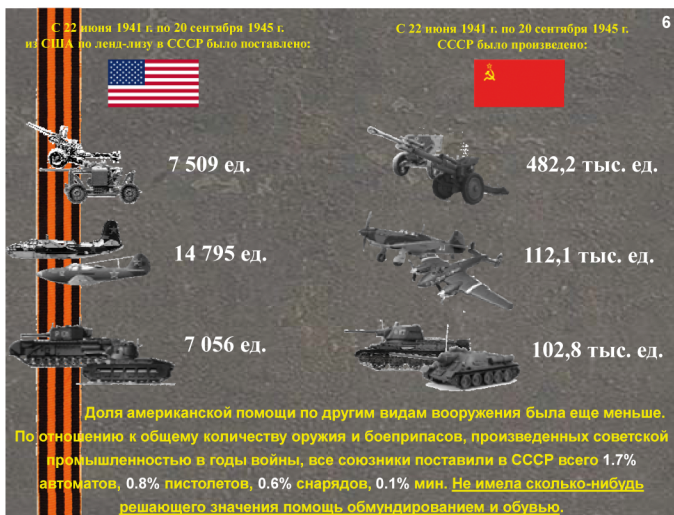 6
С 22 июня 1941 г. по 20 сентября 1945 г.
из США по ленд-лизу в СССР было поставлено:
С 22 июня 1941 г. по 20 сентября 1945 г.
СССР было произведено:
7 509 ед.
482,2 тыс. ед.
14 795 ед.
112,1 тыс. ед.
7 056 ед.
102,8 тыс. ед.
Доля американской помощи по другим видам вооружения была еще меньше.
По отношению к общему количеству оружия и боеприпасов, произведенных советской
промышленностью в годы войны, все союзники поставили в СССР всего 1.7%
автоматов, 0.8% пистолетов, 0.6% снарядов, 0.1% мин. Не имела сколько-нибудь
решающего значения помощь обмундированием и обувью.